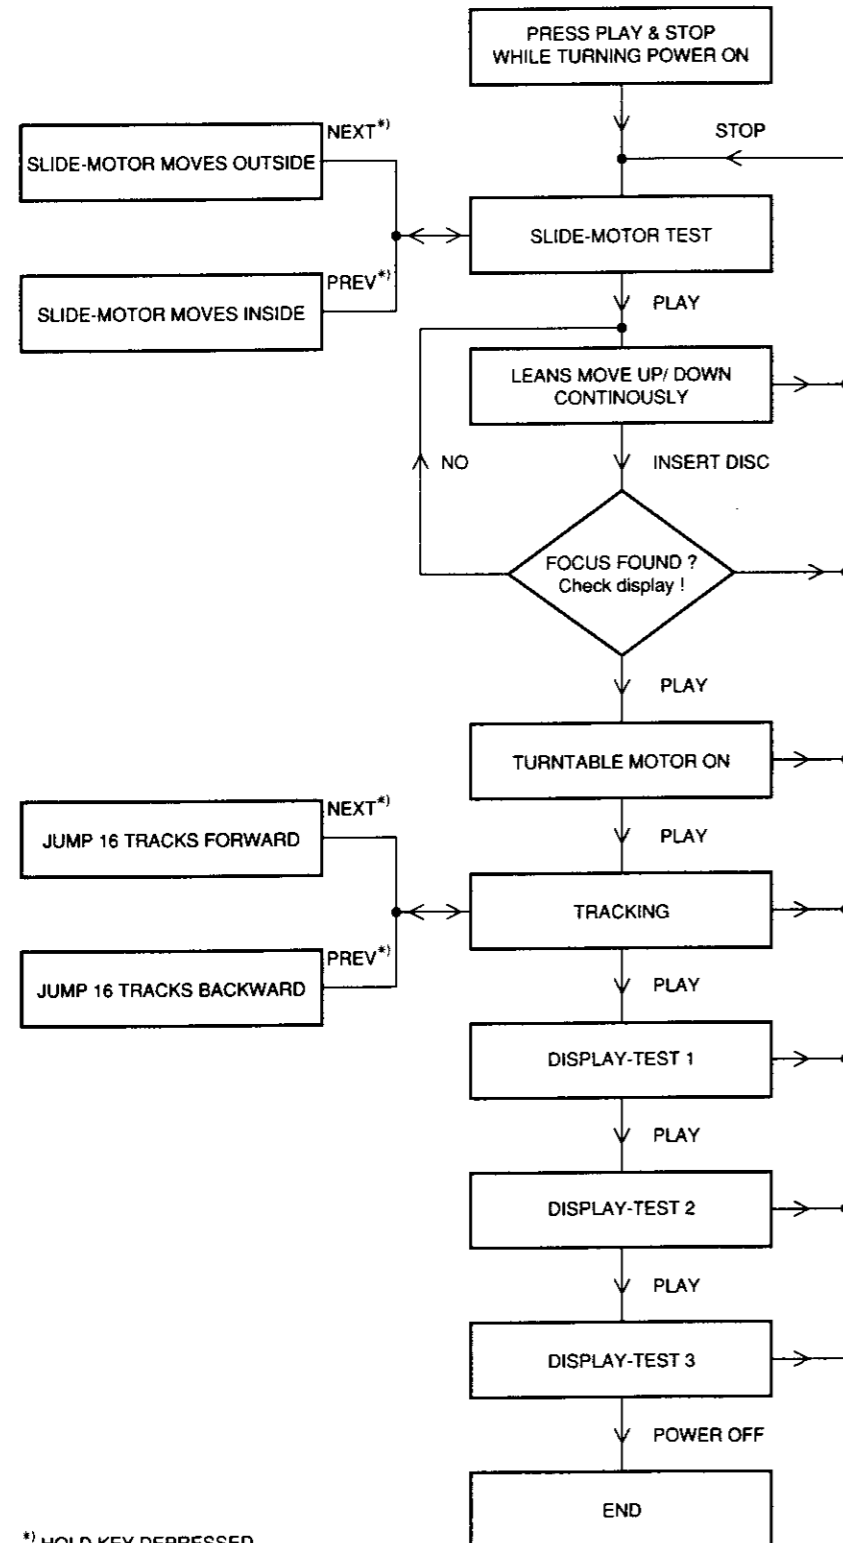 PRESS PLAY & STOP
WHILE TURNING POWER ON
STOP
NEXT*)
SLIDE-MOTOR MOVES OUTSIDE
SLIDE-MOTOR TEST
PREV*)
SLIDE-MOTOR MOVES INSIDE
PLAY
LEANS MOVE UP/ DOWN
CONTINOUSLY
NO
INSERT DISC
FOCUS FOUND ?
Check display !
PLAY
TURNTABLE MOTOR ON
NEXT*)
JUMP 16 TRACKS FORWARD
PLAY
TRACKING
PREV*)
JUMP 16 TRACKS BACKWARD
PLAY
DISPLAY-TEST 1
PLAY
DISPLAY-TEST 2
PLAY
DISPLAY-TEST 3
POWER OFF
END
*) HOLD KEY DEPRESSED